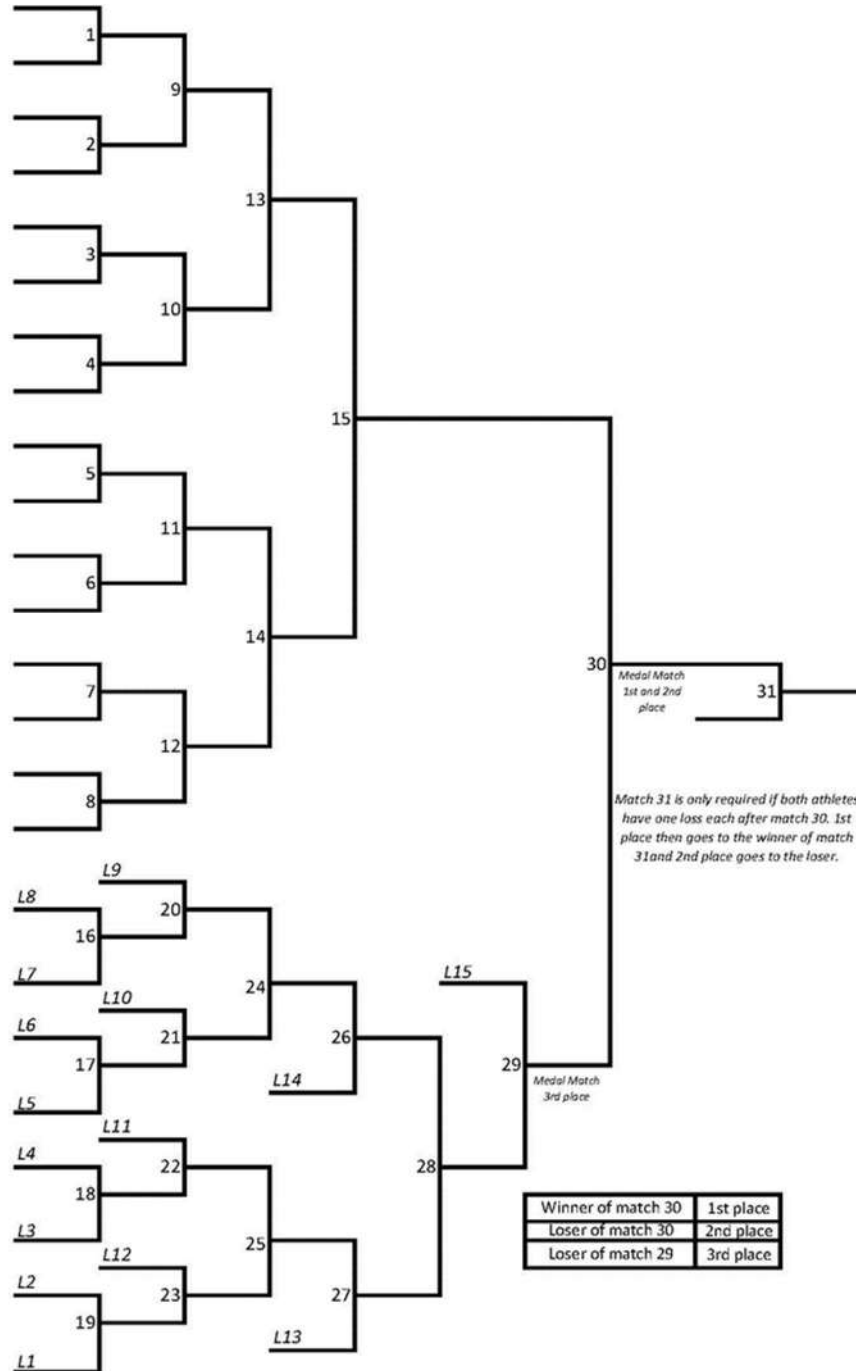 1
9
2
13
3
10
4
15
5
11
6
14
30
Medal Match
1st and 2nd
place
31
7
12
8
Match 31 is only required if both athletes
have one loss each after match 30. 1st
place then goes to the winner of match
31and 2nd place goes to the loser.
L9
L8
20
16
L7
L15
24
L10
L6
21
26
17
29
L14
Medal Match
3rd place
L5
L11
L4
22
28
18
Winner of match 30 1st place
L3
Loser of match 30 2nd place
25
Loser of match 29 3rd place
L12
L2
23
27
19
L13
L1